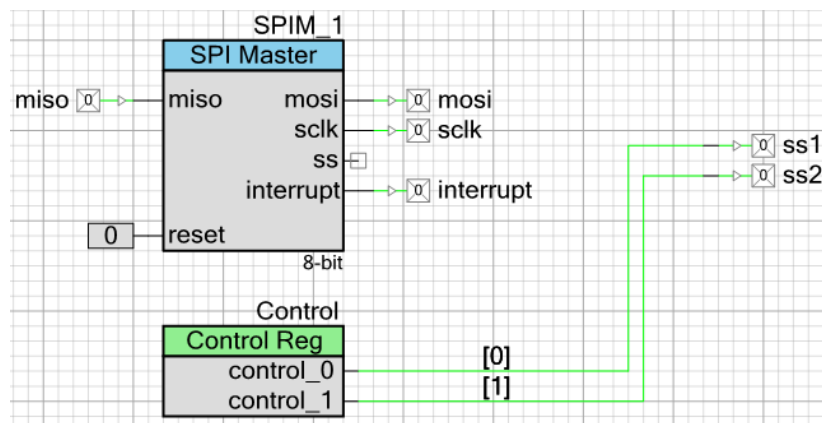 SPIM_1
SPI Master
miso 0 miso mosi 0 mosi
sclk 0 sclk
0 ss1
ss
0 ss2
interrupt 0 interrupt
0 reset
8-bit
Control
Control Reg
control_0 [0]
control_1 [1]